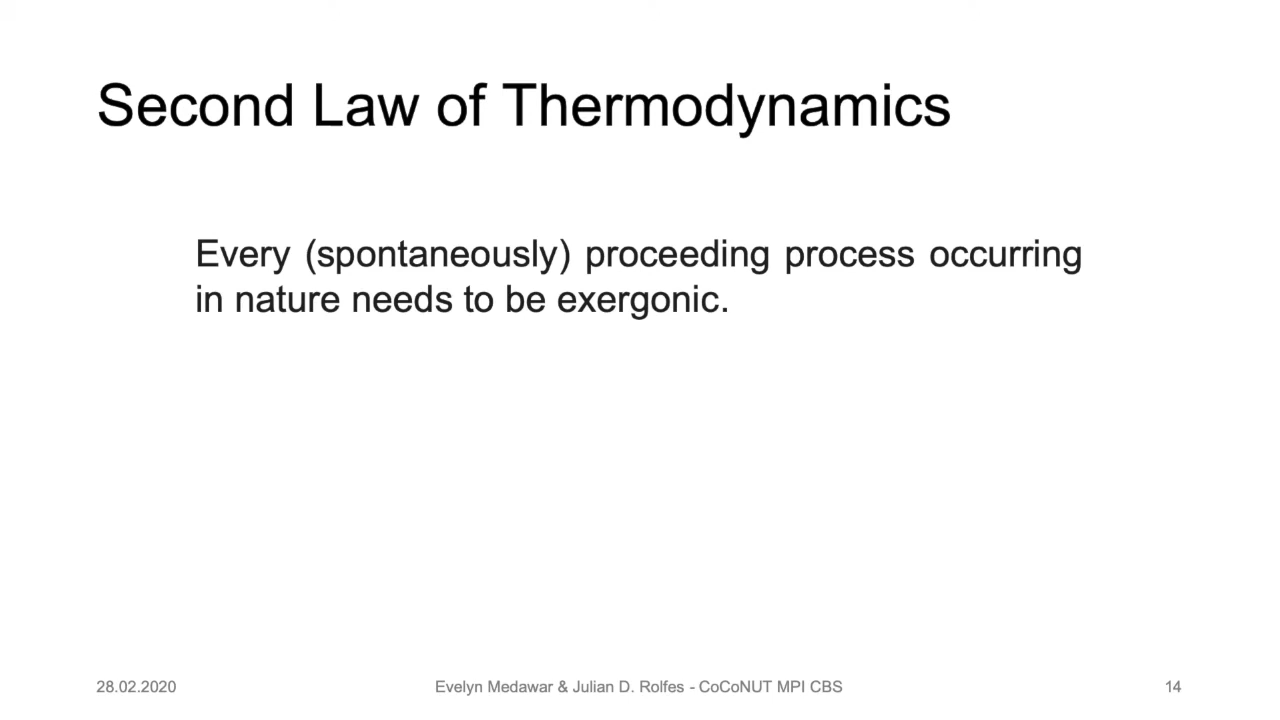 Second Law of Thermodynamics
Every (spontaneously) proceeding process occurring
in nature needs to be exergonic.
28.02.2020
Evelyn Medawar & Julian D. Rolfes - CoCoNUT MPI CBS
14